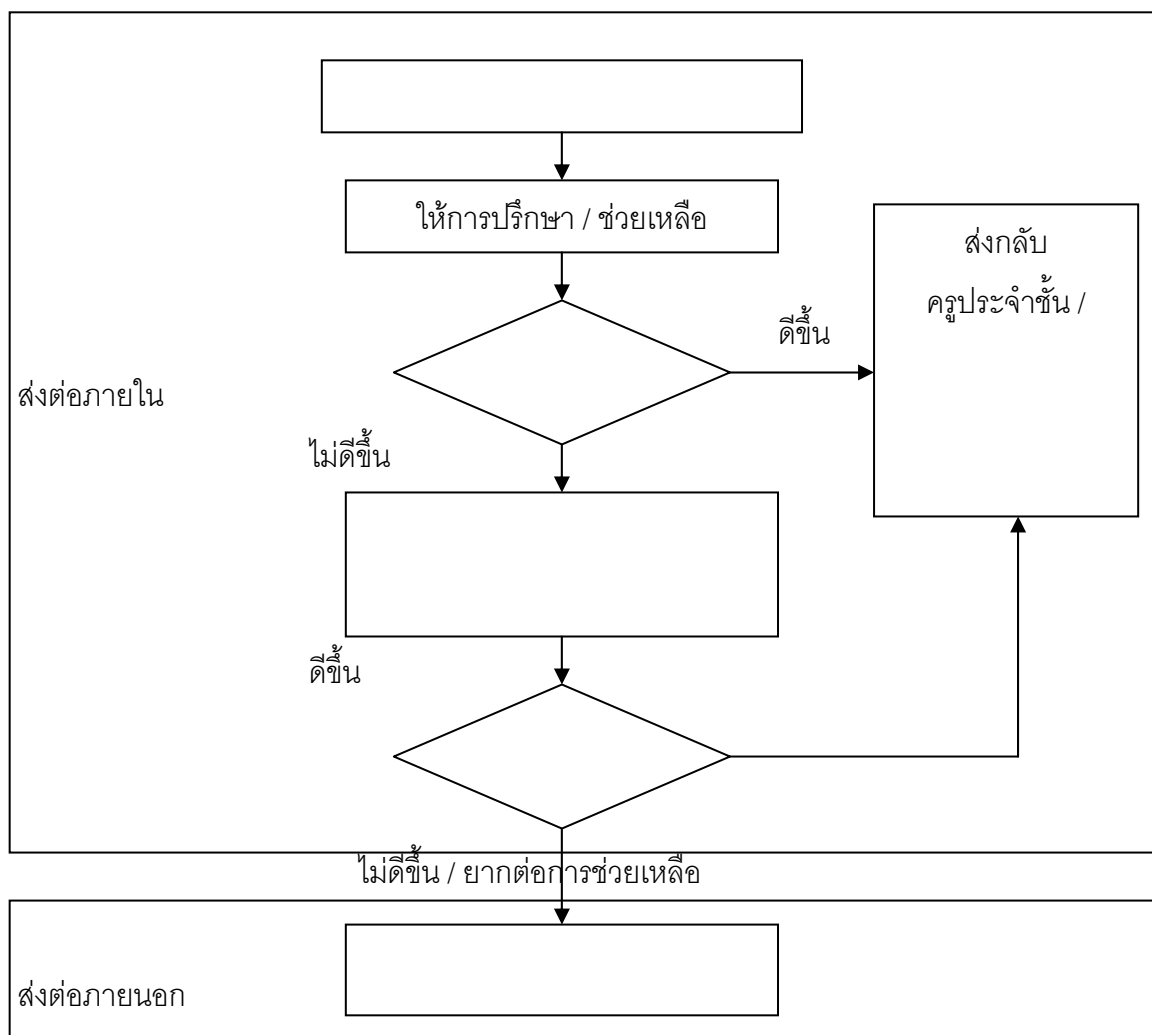 ให้การปรึกษา / ช่วยเหลือ
ส่งกลับ
ครูประจำชั้น /
ดีขึ้น
ส่งต่อภายใน
ไม่ดีขึ้น
ดีขึ้น
ไม่ดีขึ้น / ยากต่อการช่วยเหลือ
ส่งต่อภายนอก